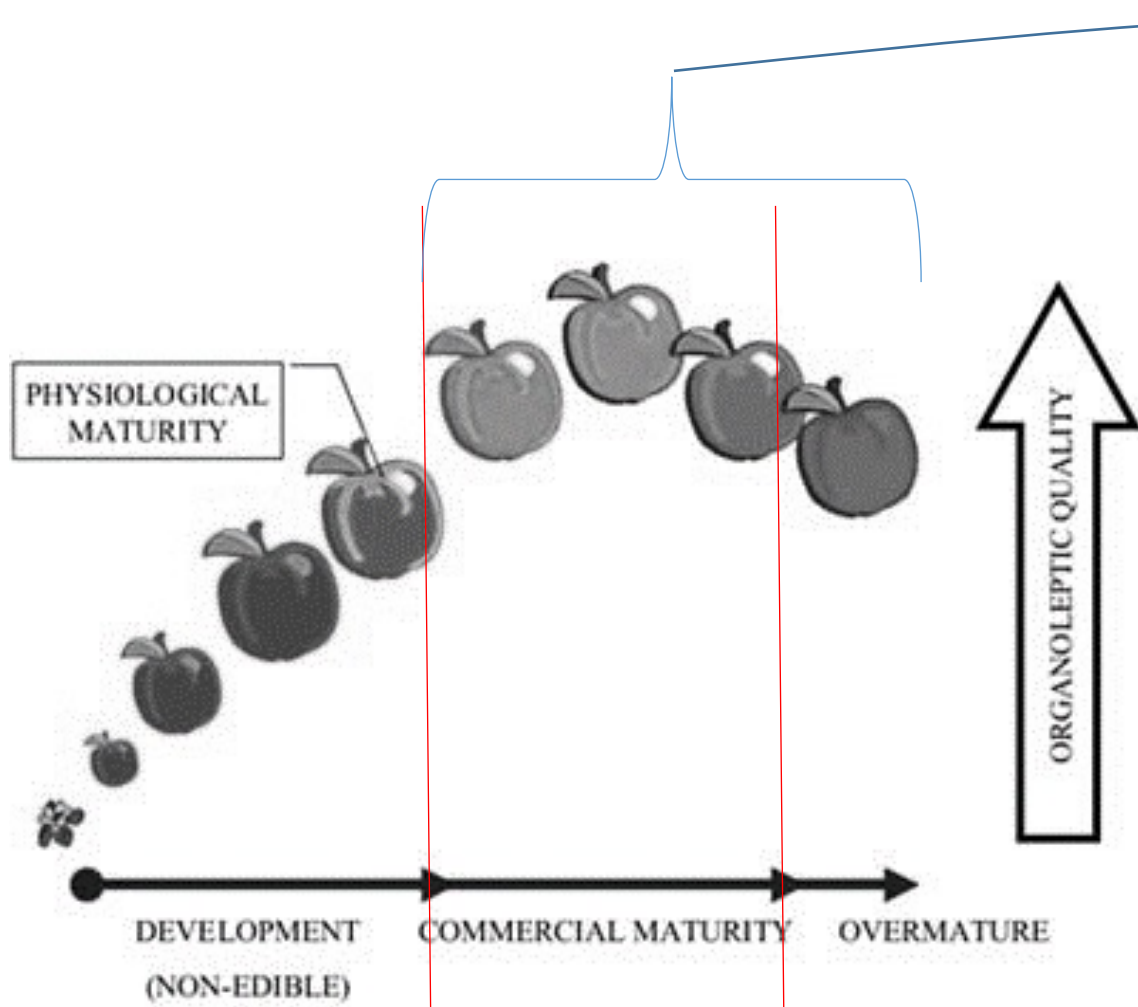 PHYSIOLOGICAL
MATURITY
ORGANOLEPTIC QUALITY
DEVELOPMENT
(NON-EDIBLE)
COMMERCIAL MATURITY
OVERMATURE